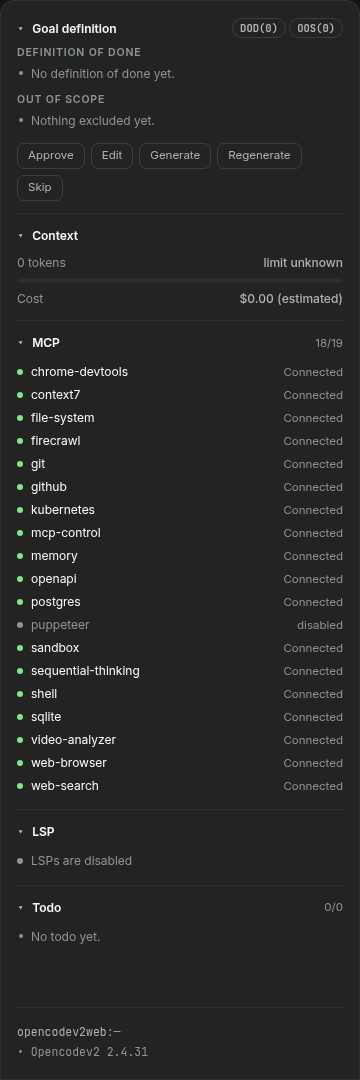 Goal definition DOD(0) OOS(0)
DEFINITION OF DONE
• No definition of done yet.
OUT OF SCOPE
• Nothing excluded yet.
Approve Edit Generate Regenerate
Skip
Context
0 tokens limit unknown
Cost $0.00 (estimated)
MCP 18/19
chrome-devtools Connected
context7 Connected
file-system Connected
firecrawl Connected
git Connected
github Connected
kubernetes Connected
mcp-control Connected
memory Connected
openapi Connected
postgres Connected
puppeteer disabled
sandbox Connected
sequential-thinking Connected
shell Connected
sqlite Connected
video-analyzer Connected
web-browser Connected
web-search Connected
LSP
LSPs are disabled
Todo 0/0
• No todo yet.
opencodev2web:—
• Opencodev2 2.4.31